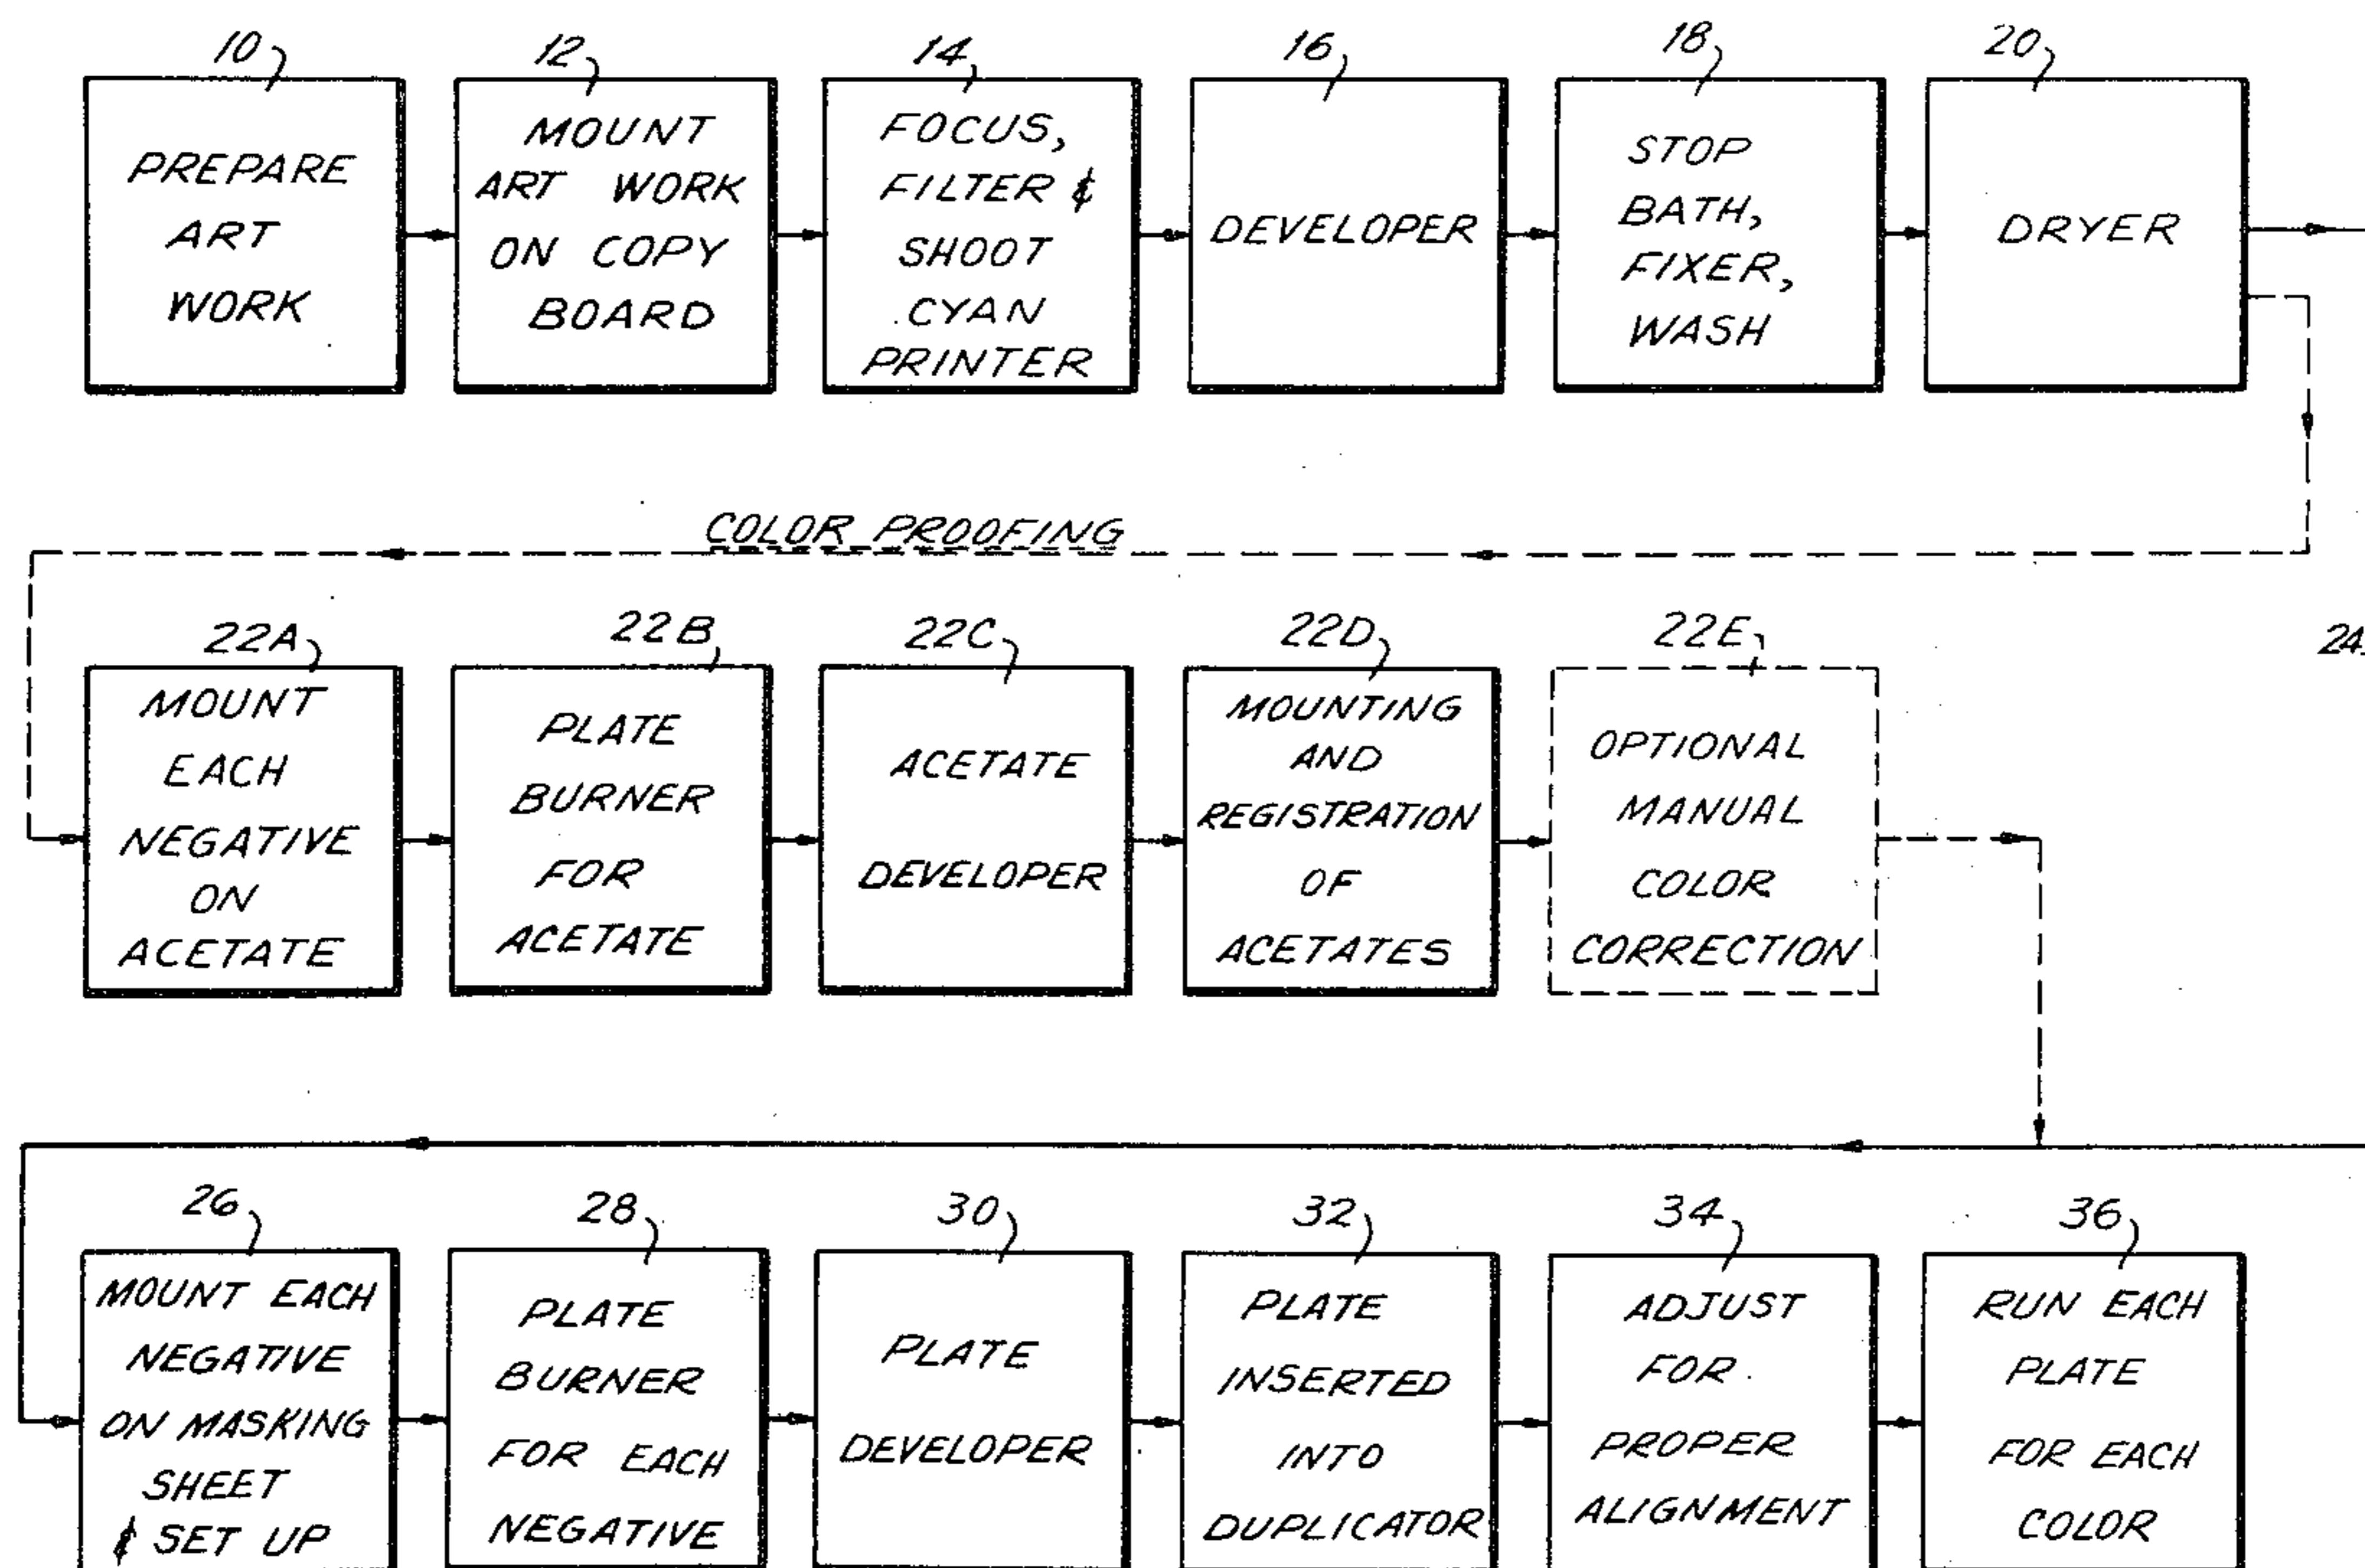 10
PREPARE
ART
WORK
12
MOUNT
ART WORK
ON COPY
BOARD
14
FOCUS,
FILTER &
SHOOT
CYAN
PRINTER
16
DEVELOPER
18
STOP
BATH,
FIXER,
WASH
20
DRYER
COLOR PROOFING
22A
MOUNT
EACH
NEGATIVE
ON
ACETATE
22B
PLATE
BURNER
FOR
ACETATE
22C
ACETATE
DEVELOPER
22D
MOUNTING
AND
REGISTRATION
OF
ACETATES
22E
OPTIONAL
MANUAL
COLOR
CORRECTION
24
26
MOUNT EACH
NEGATIVE
ON MASKING
SHEET
& SET UP
28
PLATE
BURNER
FOR EACH
NEGATIVE
30
PLATE
DEVELOPER
32
PLATE
INSERTED
INTO
DUPLICATOR
34
ADJUST
FOR
PROPER
ALIGNMENT
36
RUN EACH
PLATE
FOR EACH
COLOR